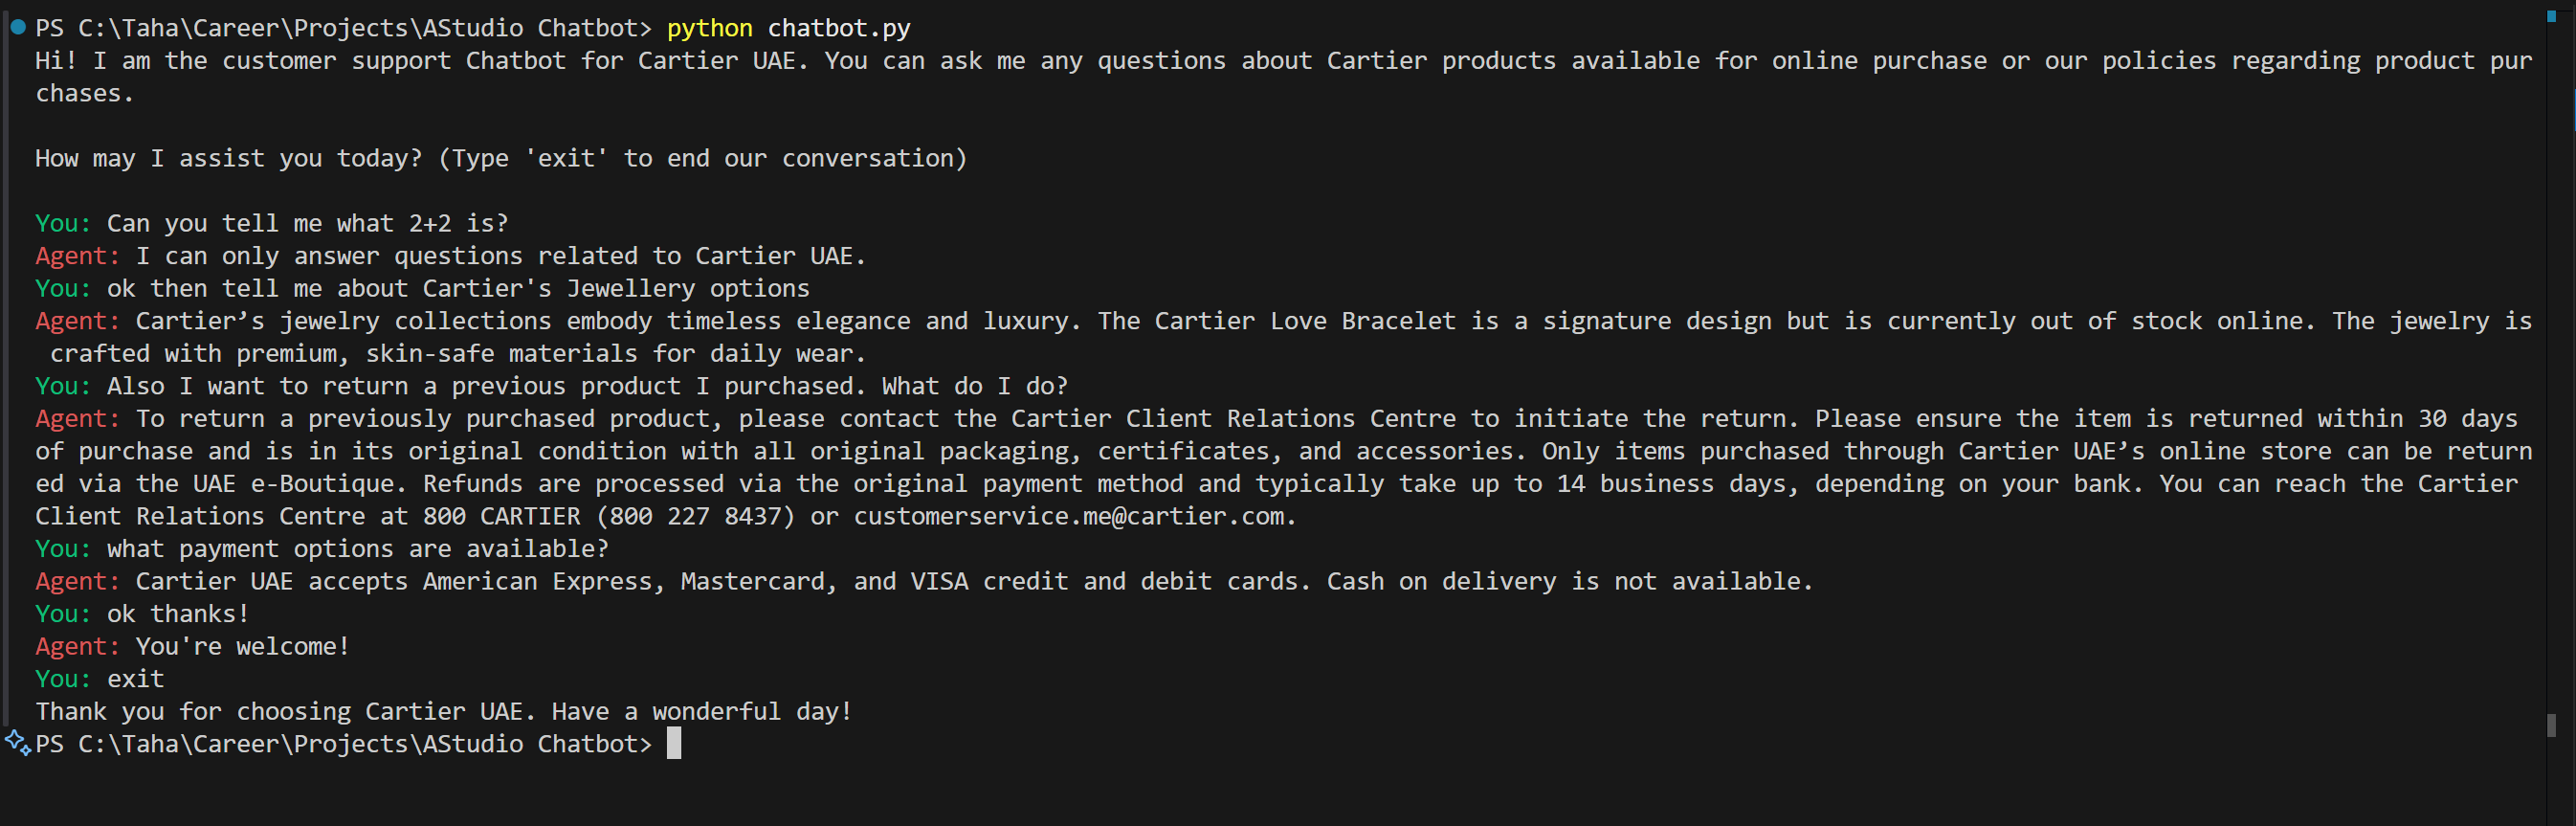 PS C:\Taha\Career\Projects\AStudio Chatbot> python chatbot.py
Hi! I am the customer support Chatbot for Cartier UAE. You can ask me any questions about Cartier products available for online purchase or our policies regarding product pur
chases.
How may I assist you today? (Type 'exit' to end our conversation)
You: Can you tell me what 2+2 is?
Agent: I can only answer questions related to Cartier UAE.
You: ok then tell me about Cartier's Jewellery options
Agent: Cartier’s jewelry collections embody timeless elegance and luxury. The Cartier Love Bracelet is a signature design but is currently out of stock online. The jewelry is
 crafted with premium, skin-safe materials for daily wear.
You: Also I want to return a previous product I purchased. What do I do?
Agent: To return a previously purchased product, please contact the Cartier Client Relations Centre to initiate the return. Please ensure the item is returned within 30 days
of purchase and is in its original condition with all original packaging, certificates, and accessories. Only items purchased through Cartier UAE’s online store can be return
ed via the UAE e-Boutique. Refunds are processed via the original payment method and typically take up to 14 business days, depending on your bank. You can reach the Cartier
Client Relations Centre at 800 CARTIER (800 227 8437) or customerservice.me@cartier.com.
You: what payment options are available?
Agent: Cartier UAE accepts American Express, Mastercard, and VISA credit and debit cards. Cash on delivery is not available.
You: ok thanks!
Agent: You're welcome!
You: exit
Thank you for choosing Cartier UAE. Have a wonderful day!
PS C:\Taha\Career\Projects\AStudio Chatbot>